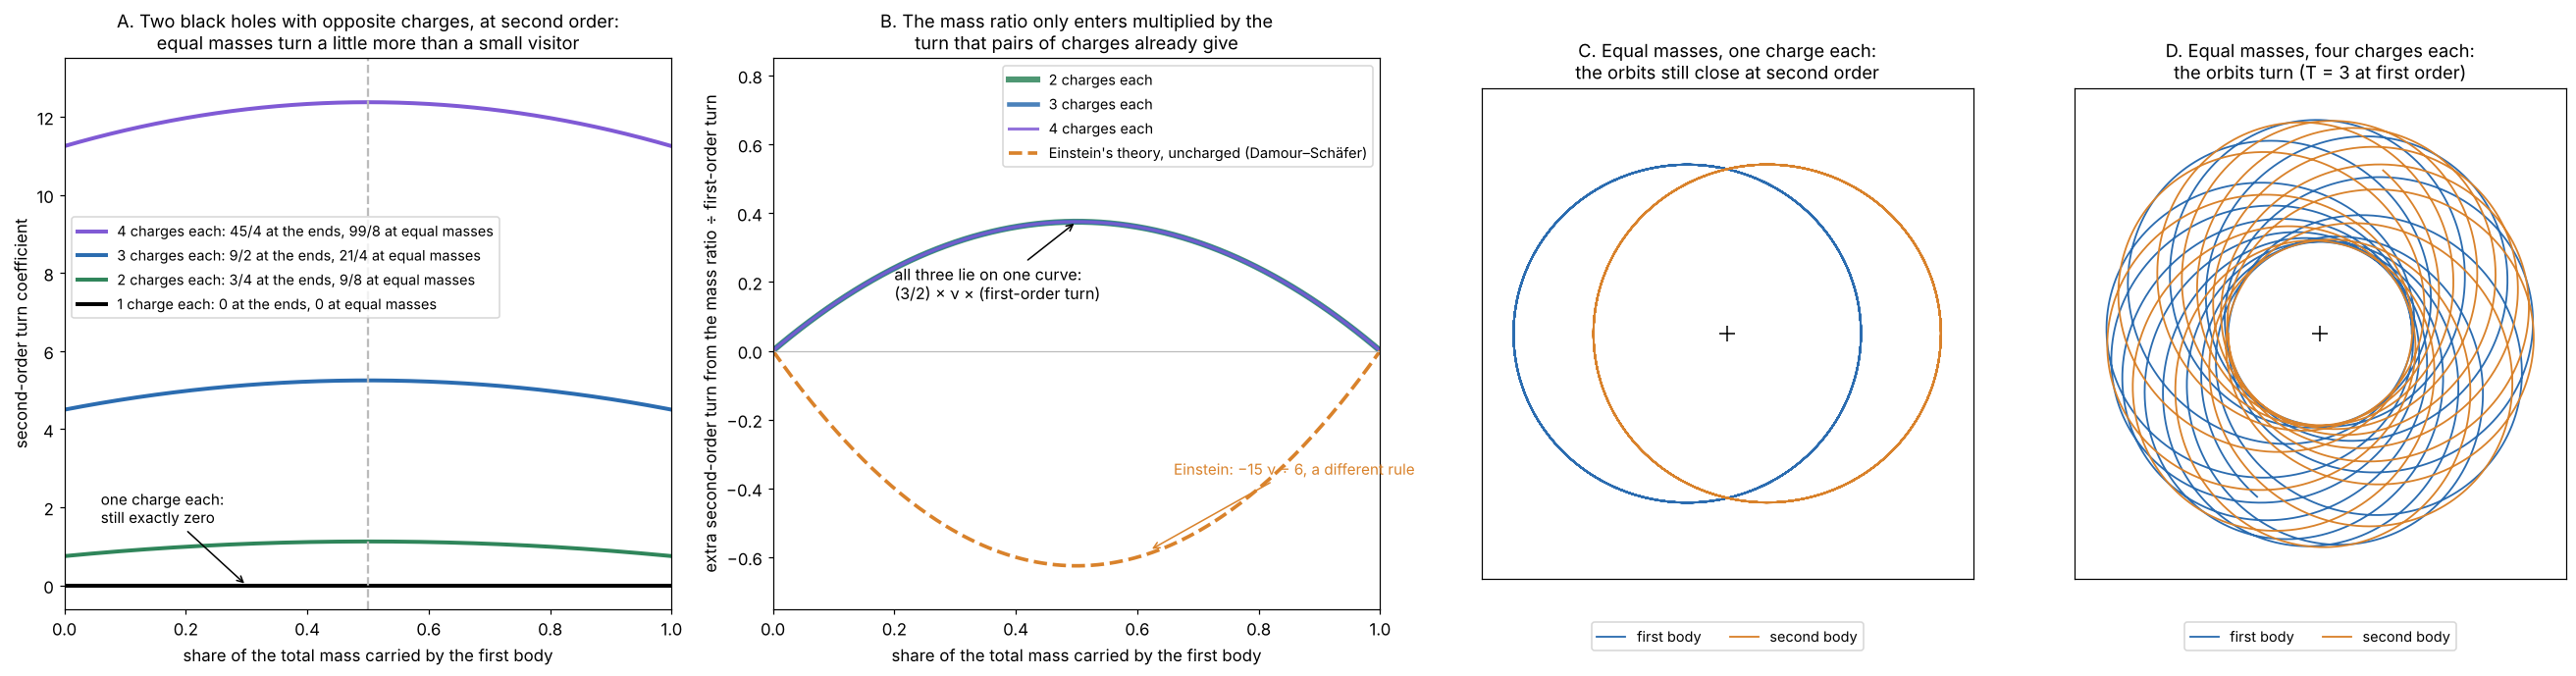 A. Two black holes with opposite charges, at second order:
equal masses turn a little more than a small visitor
second-order turn coefficient
12
10
8
6
4
2
0
4 charges each: 45/4 at the ends, 99/8 at equal masses
3 charges each: 9/2 at the ends, 21/4 at equal masses
2 charges each: 3/4 at the ends, 9/8 at equal masses
1 charge each: 0 at the ends, 0 at equal masses
one charge each:
still exactly zero
0.0 0.2 0.4 0.6 0.8 1.0
share of the total mass carried by the first body
B. The mass ratio only enters multiplied by the
turn that pairs of charges already give
extra second-order turn from the mass ratio ÷ first-order turn
0.8
0.6
0.4
0.2
0.0
−0.2
−0.4
−0.6
2 charges each
3 charges each
4 charges each
Einstein's theory, uncharged (Damour–Schäfer)
all three lie on one curve:
(3/2) × ν × (first-order turn)
Einstein: −15 ν ÷ 6, a different rule
0.0 0.2 0.4 0.6 0.8 1.0
share of the total mass carried by the first body
C. Equal masses, one charge each:
the orbits still close at second order
first body
second body
D. Equal masses, four charges each:
the orbits turn (T = 3 at first order)
first body
second body